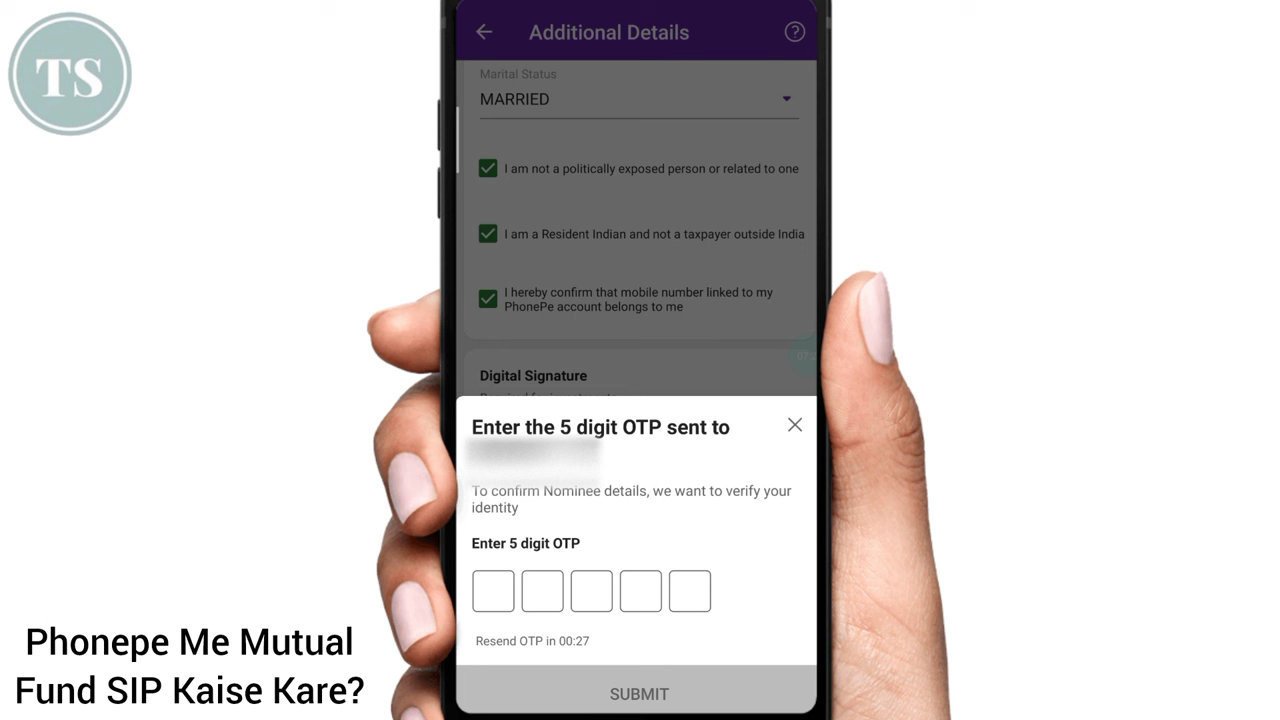 TS
Additional Details
Marital Status
MARRIED
I am not a politically exposed person or related to one
I am a Resident Indian and not a taxpayer outside India
I hereby confirm that mobile number linked to my
PhonePe account belongs to me
Digital Signature
Enter the 5 digit OTP sent to
To confirm Nominee details, we want to verify your
identity
Enter 5 digit OTP
Resend OTP in 00:27
SUBMIT
Phonepe Me Mutual
Fund SIP Kaise Kare?